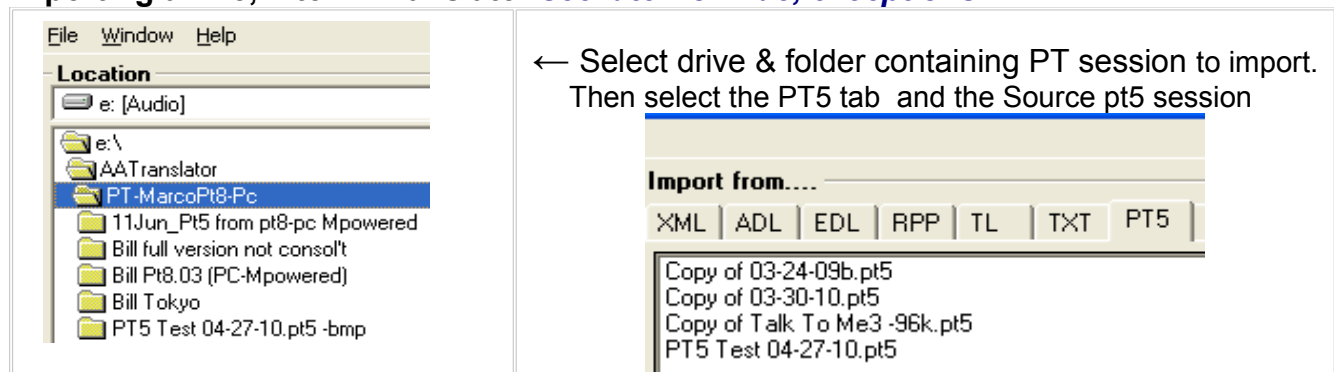 File Window Help
Location
e: [Audio]
e:\
AATranslator
PT-MarcoPt8-Pc
11Jun_Pt5 from pt8-pc Mpowered
Bill full version not consol't
Bill Pt8.03 (PC-Mpowered)
Bill Tokyo
PT5 Test 04-27-10.pt5 -bmp
← Select drive & folder containing PT session to import.
Then select the PT5 tab and the Source pt5 session
Import from....
XML ADL EDL RPP TL TXT PT5
Copy of 03-24-09b.pt5
Copy of 03-30-10.pt5
Copy of Talk To Me3 -96k.pt5
PT5 Test 04-27-10.pt5